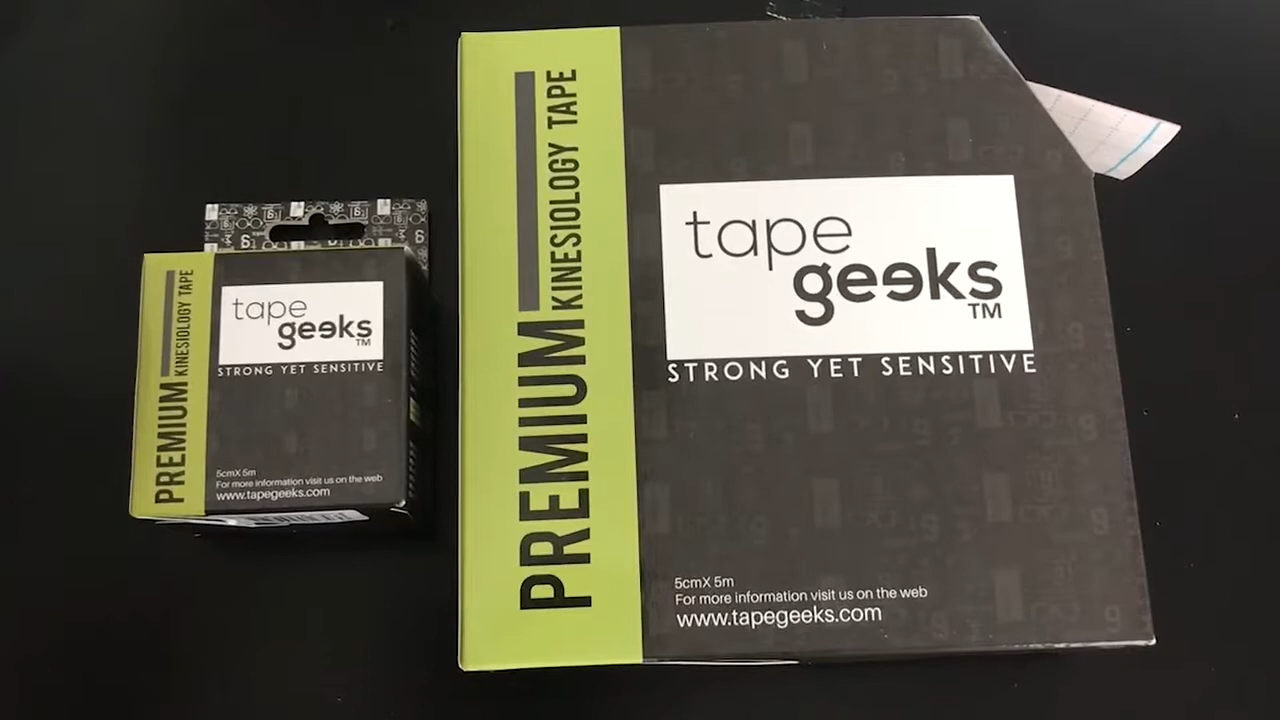 PREMIUM KINESIOLOGY TAPE
tape
geeks
TM
STRONG YET SENSITIVE
5cmX 5m
For more information visit us on the web
www.tapegeeks.com
PREMIUM KINESIOLOGY TAPE
tape
geeks
TM
STRONG YET SENSITIVE
5cmX 5m
For more information visit us on the web
www.tapegeeks.com